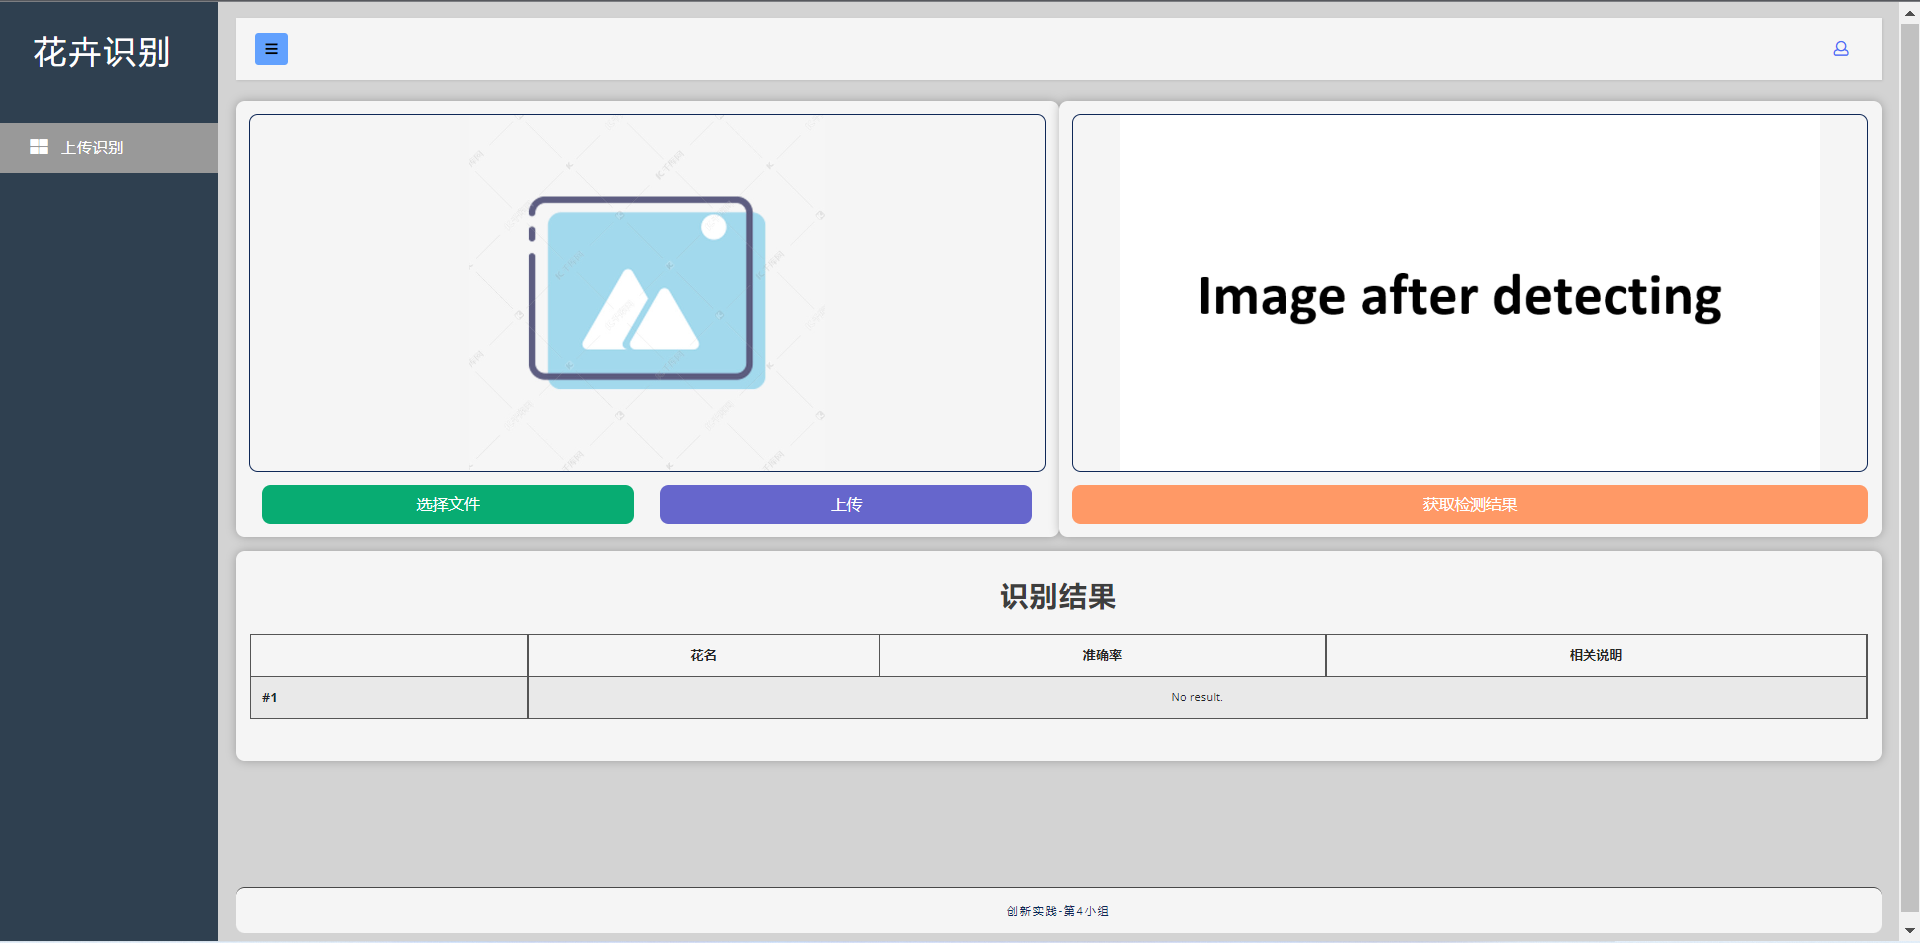 花卉识别
上传识别
Image after detecting
选择文件
上传
获取检测结果
识别结果
花名 准确率 相关说明
#1 No result.
创新实践-第4小组